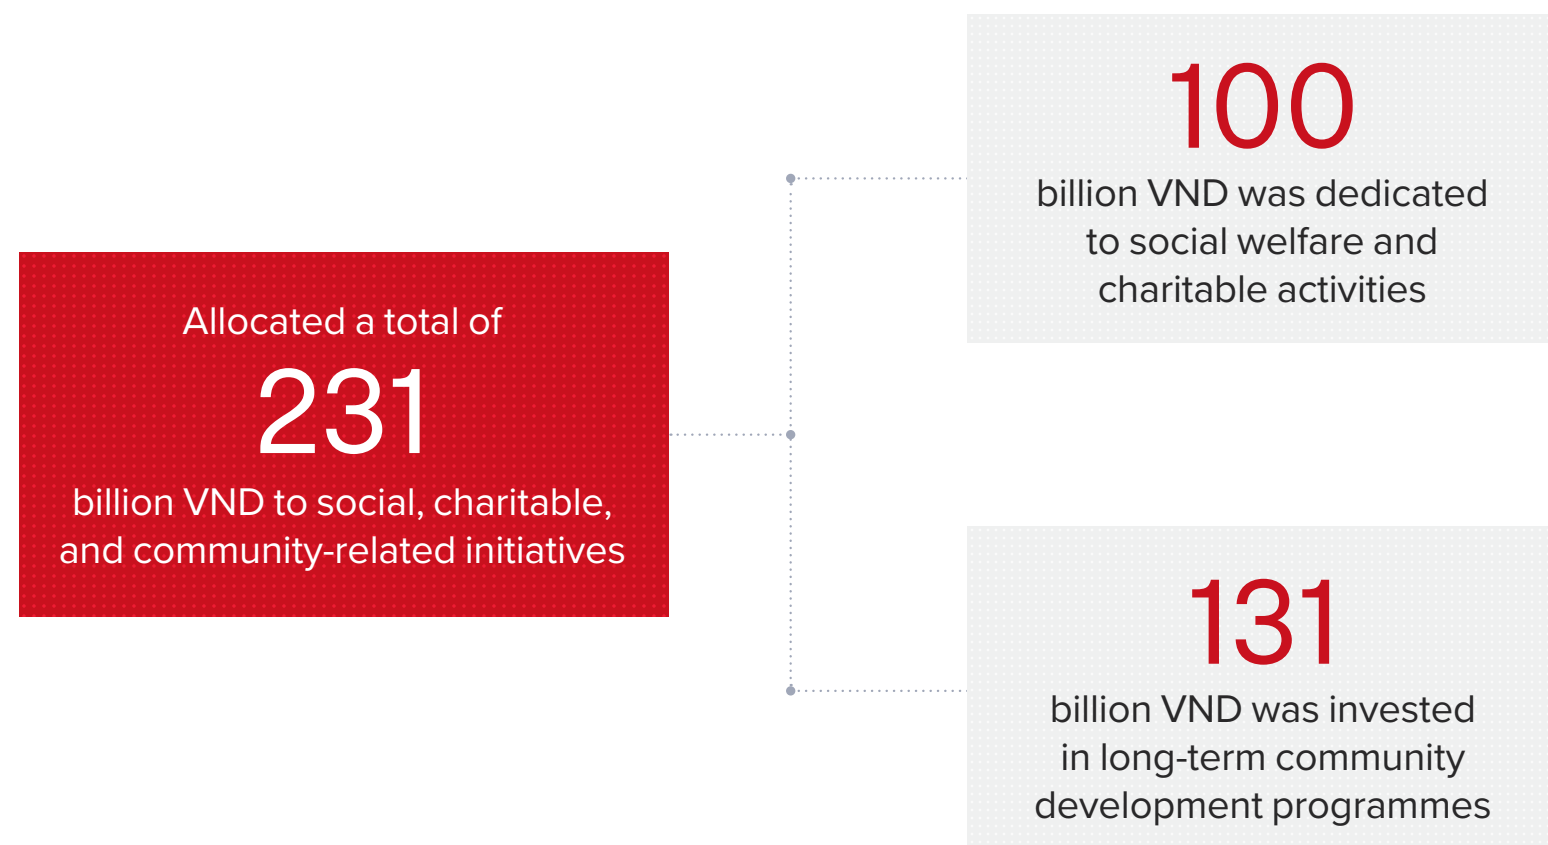 Allocated a total of
231
billion VND to social, charitable,
and community-related initiatives
100
billion VND was dedicated
to social welfare and
charitable activities
131
billion VND was invested
in long-term community
development programmes